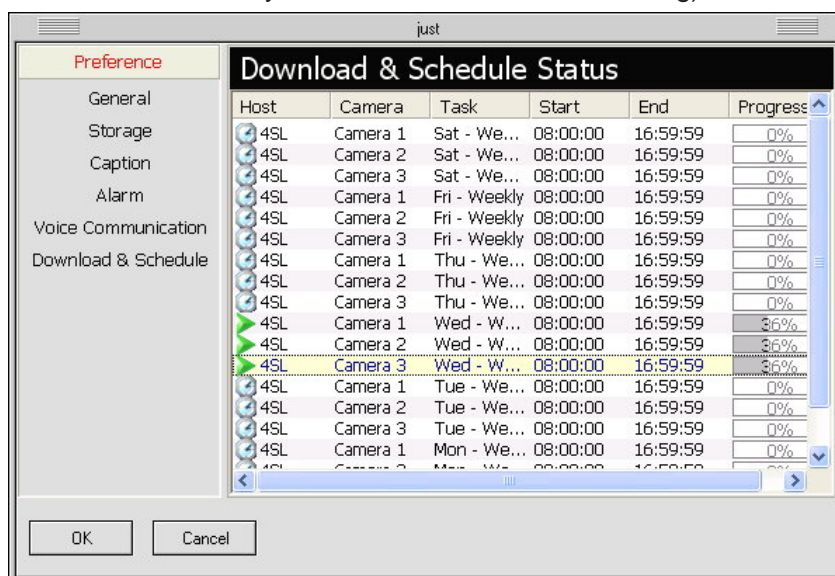 just
Preference
General
Storage
Caption
Alarm
Voice Communication
Download & Schedule
Download & Schedule Status
Host Camera Task Start End Progress
4SL Camera 1 Sat - We... 08:00:00 16:59:59 0%
4SL Camera 2 Sat - We... 08:00:00 16:59:59 0%
4SL Camera 3 Sat - We... 08:00:00 16:59:59 0%
4SL Camera 1 Fri - Weekly 08:00:00 16:59:59 0%
4SL Camera 2 Fri - Weekly 08:00:00 16:59:59 0%
4SL Camera 3 Fri - Weekly 08:00:00 16:59:59 0%
4SL Camera 1 Thu - We... 08:00:00 16:59:59 0%
4SL Camera 2 Thu - We... 08:00:00 16:59:59 0%
4SL Camera 3 Thu - We... 08:00:00 16:59:59 0%
4SL Camera 1 Wed - W... 08:00:00 16:59:59 36%
4SL Camera 2 Wed - W... 08:00:00 16:59:59 36%
4SL Camera 3 Wed - W... 08:00:00 16:59:59 36%
4SL Camera 1 Tue - We... 08:00:00 16:59:59 0%
4SL Camera 2 Tue - We... 08:00:00 16:59:59 0%
4SL Camera 3 Tue - We... 08:00:00 16:59:59 0%
4SL Camera 1 Mon - We... 08:00:00 16:59:59 0%
OK Cancel